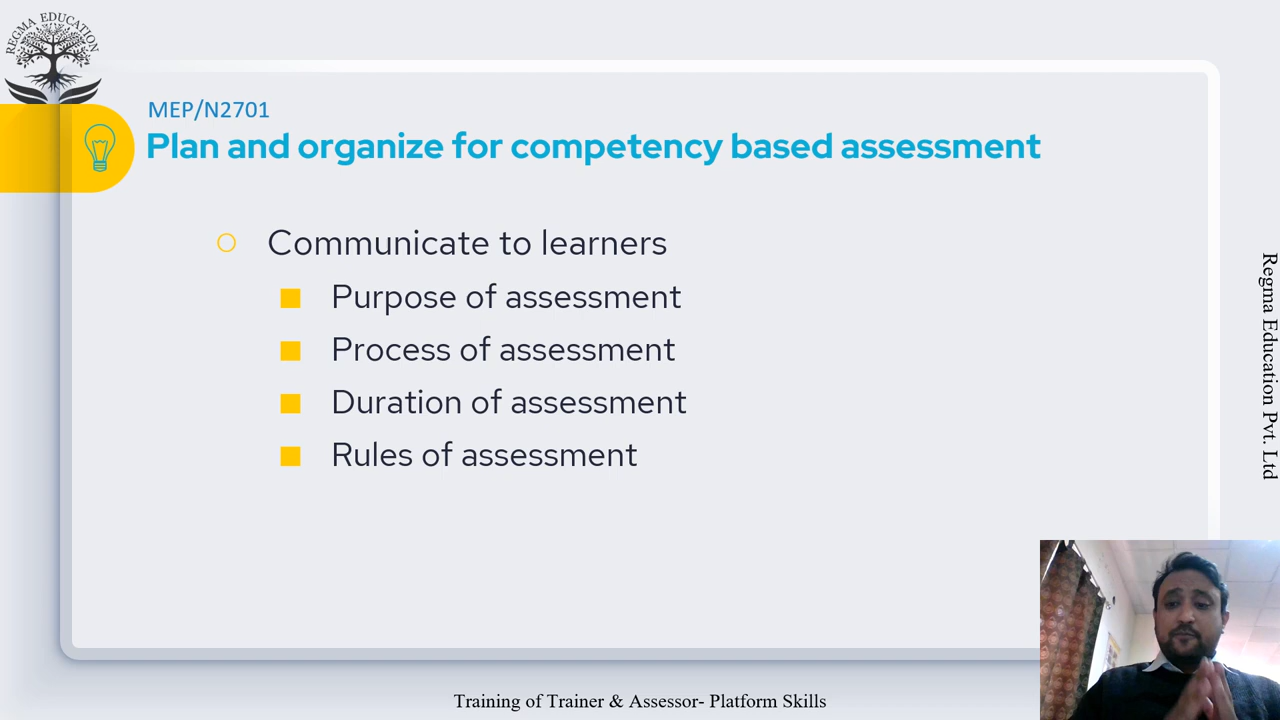 REGMA EDUCATION
MEP/N2701
Plan and organize for competency based assessment
Communicate to learners
Purpose of assessment
Process of assessment
Duration of assessment
Rules of assessment
Regma Education Pvt. Ltd
Training of Trainer & Assessor- Platform Skills